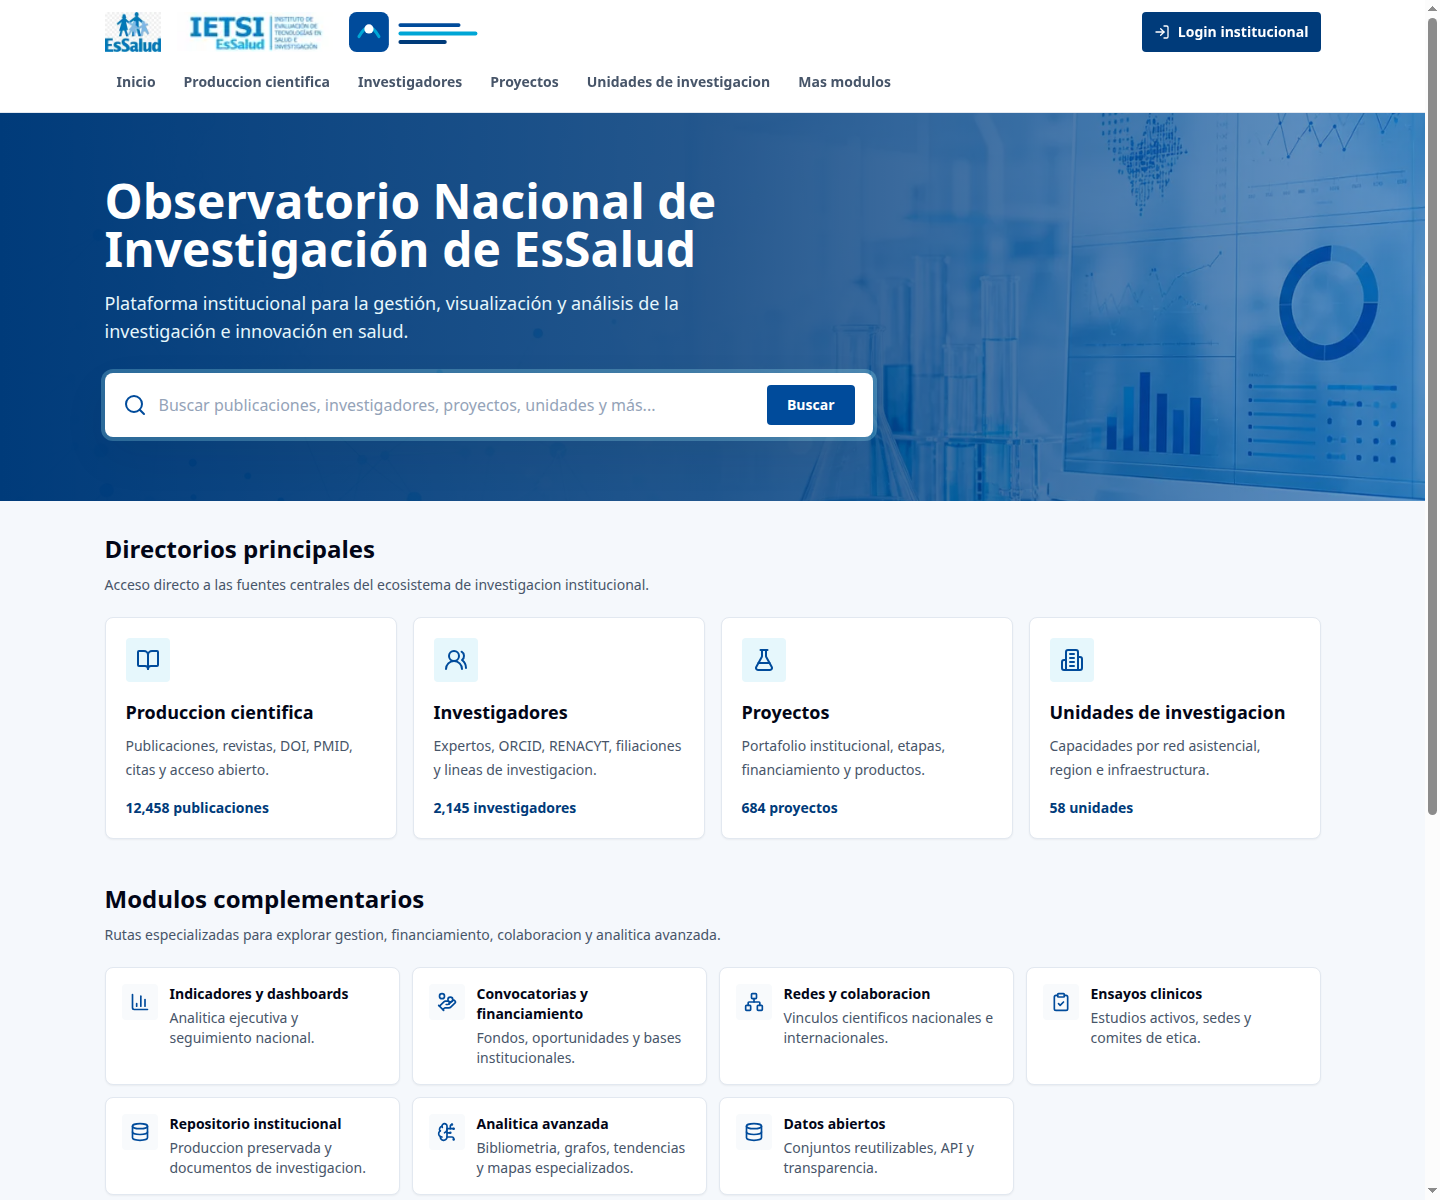 EsSalud
IETSI
EsSalud
INSTITUTO DE
EVALUACIÓN DE
TECNOLOGÍAS EN
SALUD E
INVESTIGACIÓN
Login institucional
Inicio
Produccion cientifica
Investigadores
Proyectos
Unidades de investigacion
Mas modulos
Observatorio Nacional de
Investigación de EsSalud
Plataforma institucional para la gestión, visualización y análisis de la
investigación e innovación en salud.
Buscar publicaciones, investigadores, proyectos, unidades y más...
Buscar
Directorios principales
Acceso directo a las fuentes centrales del ecosistema de investigacion institucional.
Produccion cientifica
Publicaciones, revistas, DOI, PMID,
citas y acceso abierto.
12,458 publicaciones
Investigadores
Expertos, ORCID, RENACYT, filiaciones
y lineas de investigacion.
2,145 investigadores
Proyectos
Portafolio institucional, etapas,
financiamiento y productos.
684 proyectos
Unidades de investigacion
Capacidades por red asistencial,
region e infraestructura.
58 unidades
Modulos complementarios
Rutas especializadas para explorar gestion, financiamiento, colaboracion y analitica avanzada.
Indicadores y dashboards
Analitica ejecutiva y
seguimiento nacional.
Convocatorias y
financiamiento
Fondos, oportunidades y bases
institucionales.
Redes y colaboracion
Vinculos cientificos nacionales e
internacionales.
Ensayos clinicos
Estudios activos, sedes y
comites de etica.
Repositorio institucional
Produccion preservada y
documentos de investigacion.
Analitica avanzada
Bibliometria, grafos, tendencias
y mapas especializados.
Datos abiertos
Conjuntos reutilizables, API y
transparencia.